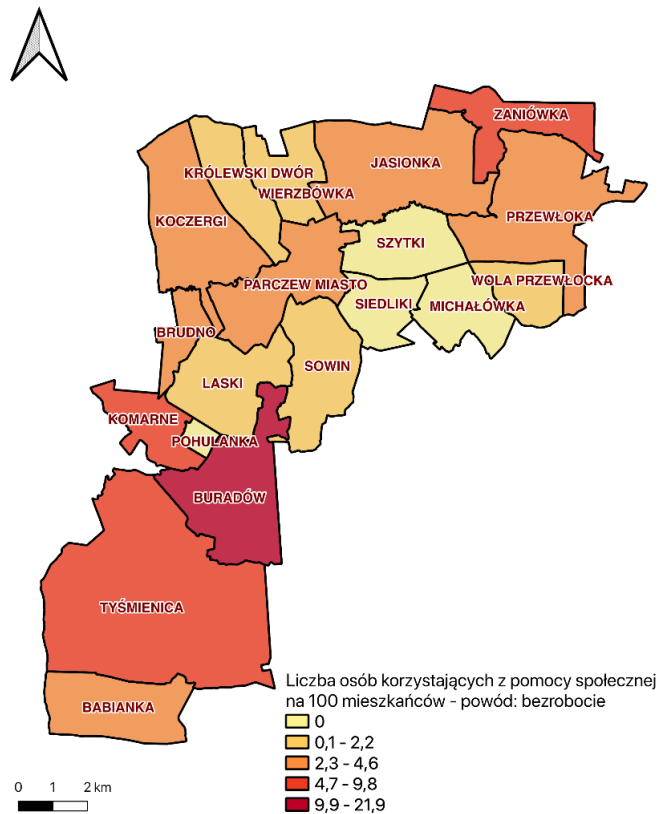 ZANIÓWKA
JASIONKA
KRÓLEWSKI DWÓR
WIERZBÓWKA
KOCZERGI
PRZEWŁOKA
SZYTKI
PARCZEW MIASTO
WOLA PRZEWŁOCKA
SIEDLIKI
MICHAŁÓWKA
BRUDNO
SOWIN
LASKI
KOMARNE
POHULANKA
BURADÓW
TYŚMIENICA
BABIANKA
Liczba osób korzystających z pomocy społecznej
na 100 mieszkańców - powód: bezrobocie
0
0,1 - 2,2
2,3 - 4,6
4,7 - 9,8
9,9 - 21,9
0 1 2 km